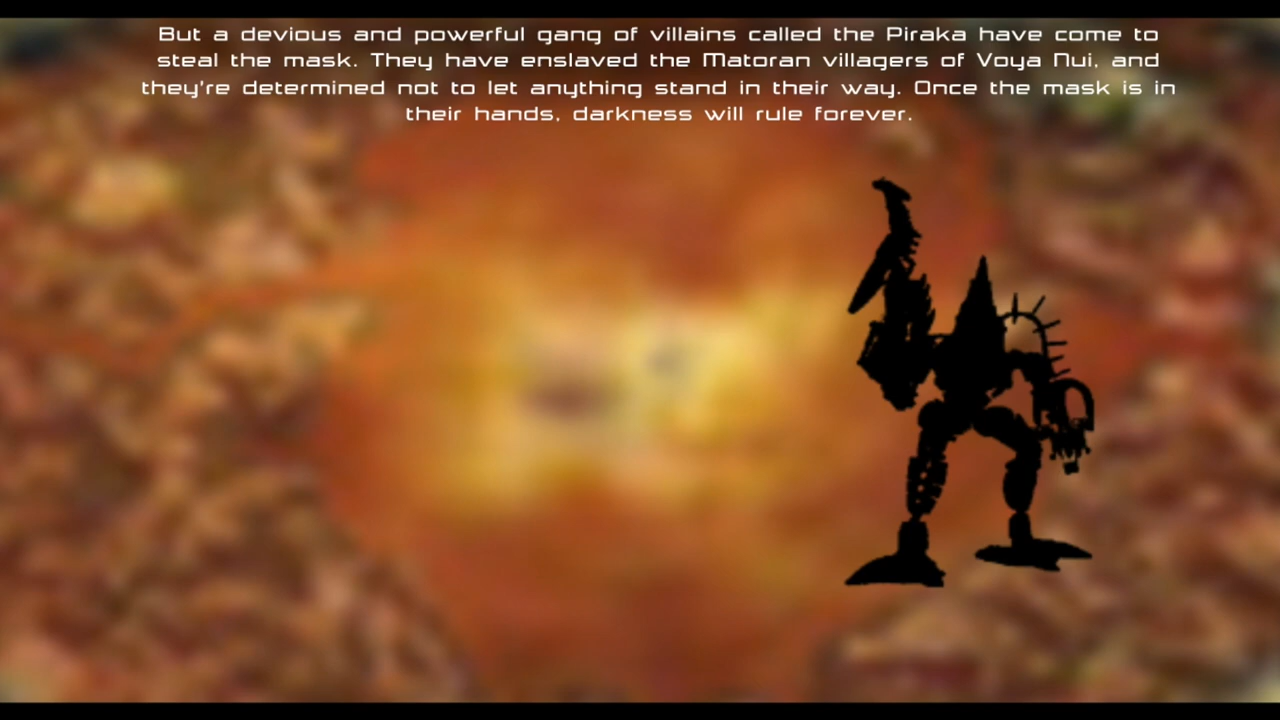 But a devious and powerful gang of villains called the Piraka have come to
steal the mask. They have enslaved the Matoran villagers of Voya Nui, and
they're determined not to let anything stand in their way. Once the mask is in
their hands, darkness will rule forever.